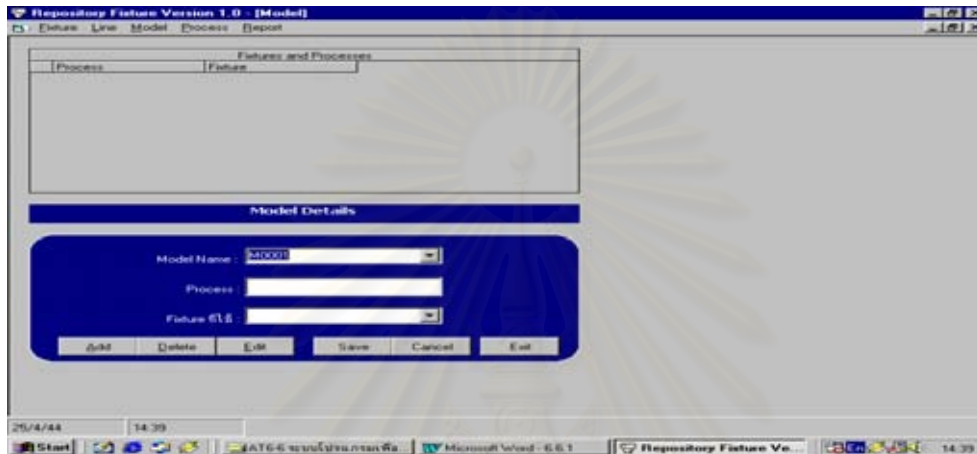 Repository Fixture Version 1.0 - [Model]
Fixture Line Model Process Report
Fixtures and Processes
Process Fixture
Model Details
Model Name : M0001
Process :
Fixture ที่ใช้ :
Add Delete Edit Save Cancel Exit
25/4/44 14:39
Start Microsoft Word - 6.6.1 Repository Fixture Ve... En 14:39